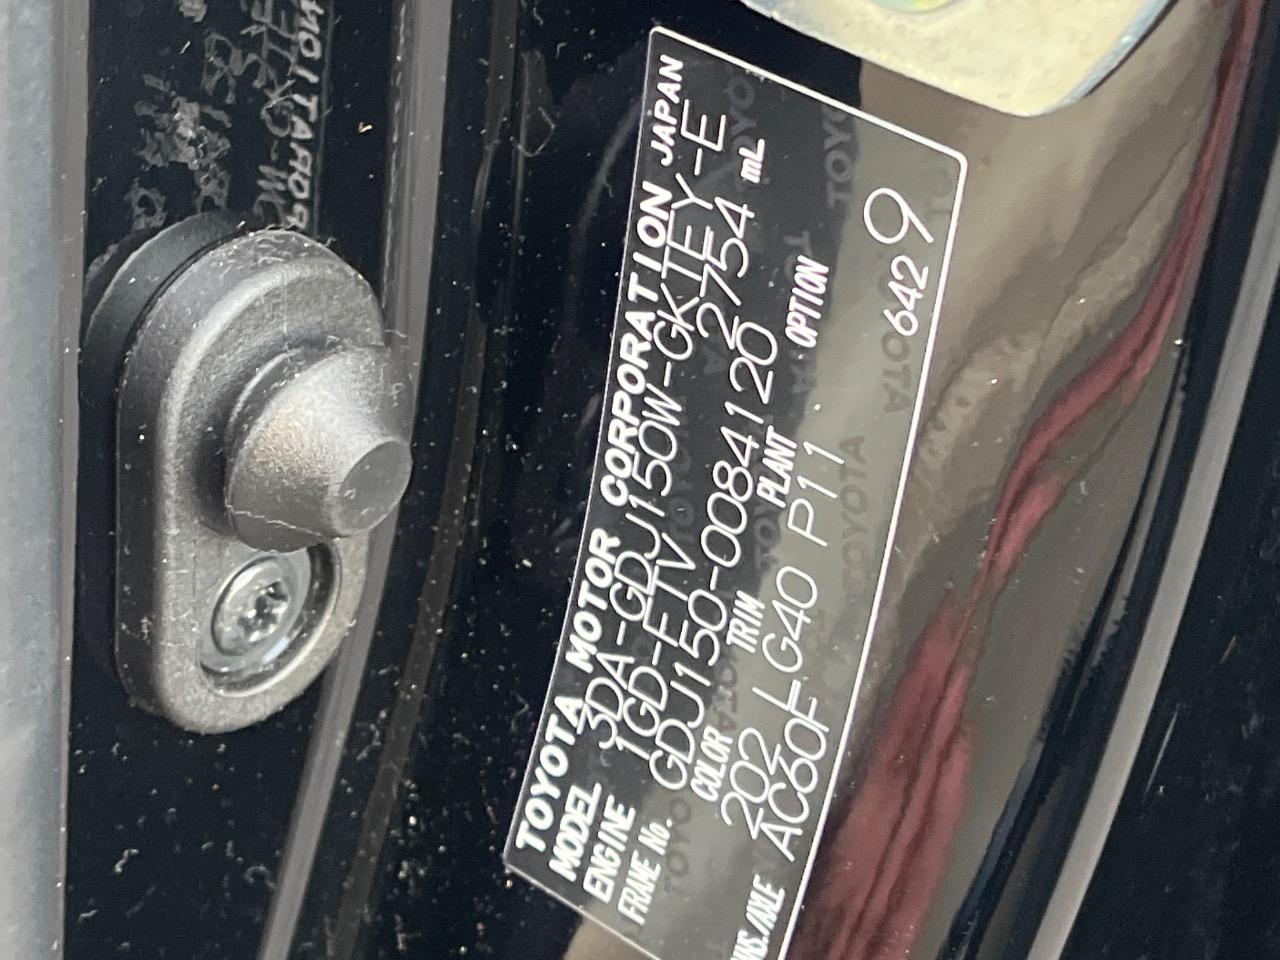 TOYOTA MOTOR CORPORATION JAPAN
MODEL 3DA-GDJ150W-GKTEY-E
ENGINE 1GD-FTV 2754 mL
FRAME No. GDJ150-0084120
COLOR TRIM PLANT OPTION
202 LG40 P11
AC60F 6429